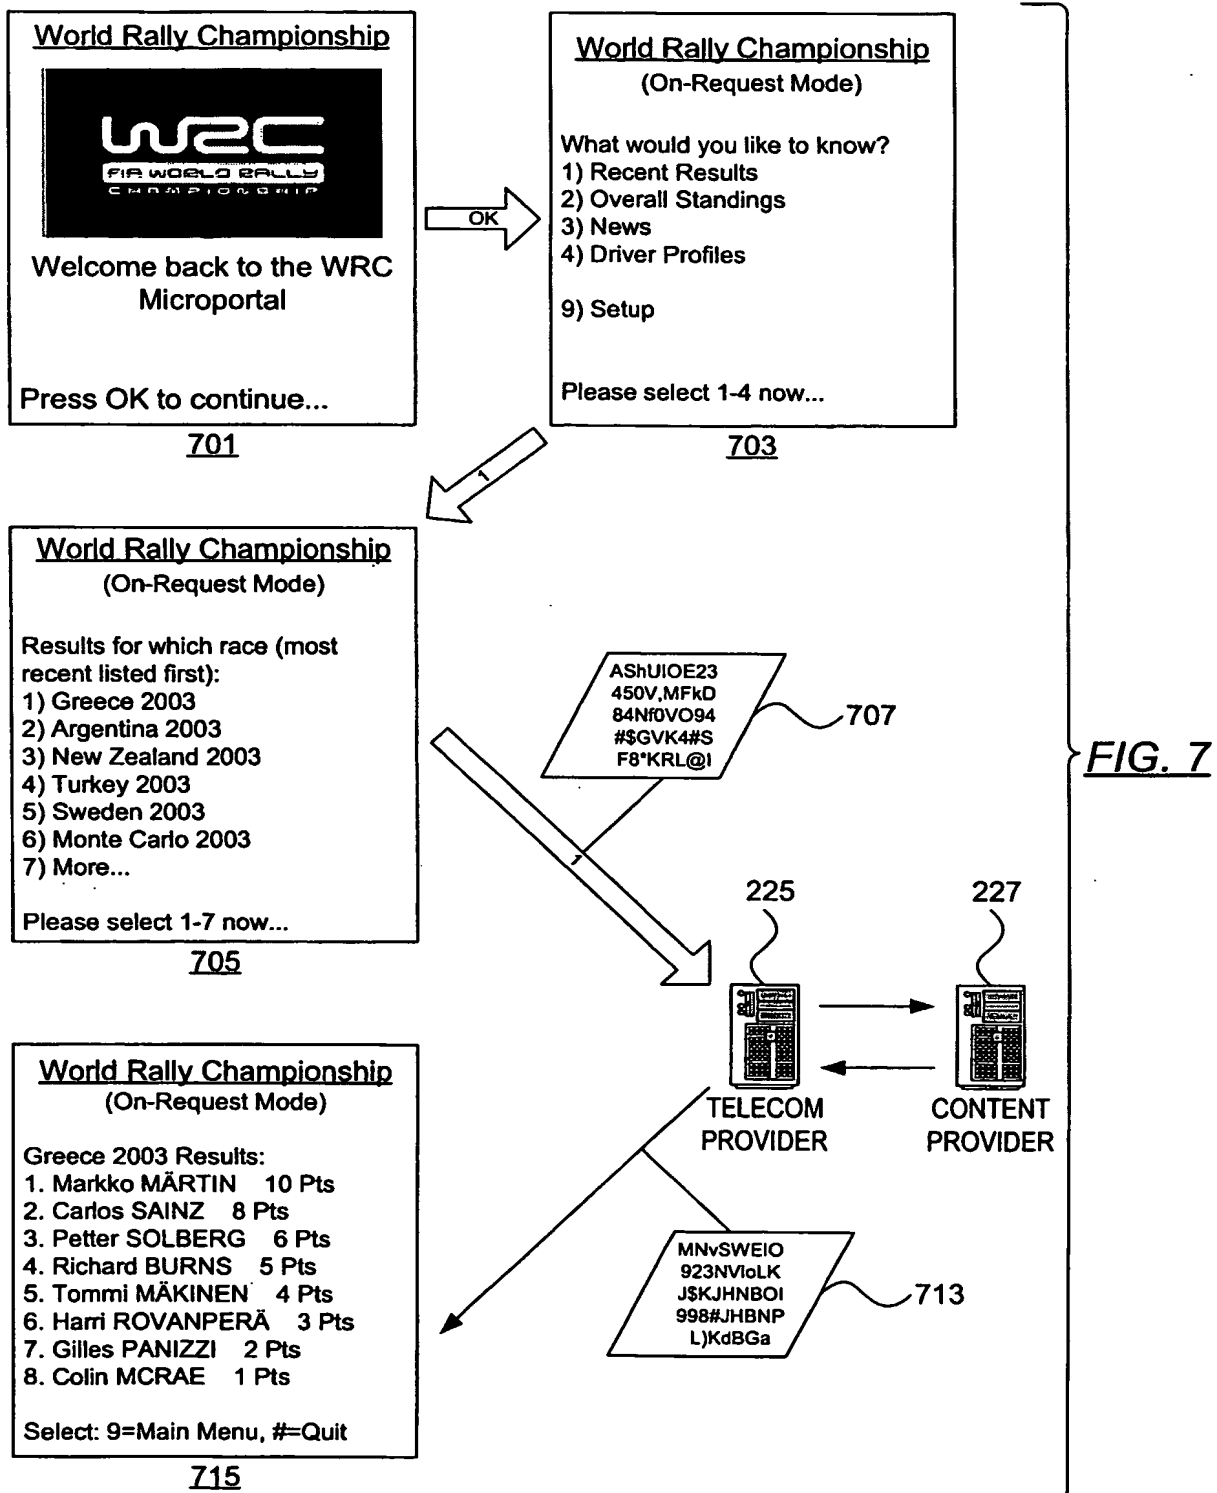 World Rally Championship
WRC
FIA WORLD RALLY
CHAMPIONSHIP
Welcome back to the WRC
Microportal
Press OK to continue...
701
OK
World Rally Championship
(On-Request Mode)
What would you like to know?
1) Recent Results
2) Overall Standings
3) News
4) Driver Profiles
9) Setup
Please select 1-4 now...
703
1
World Rally Championship
(On-Request Mode)
Results for which race (most
recent listed first):
1) Greece 2003
2) Argentina 2003
3) New Zealand 2003
4) Turkey 2003
5) Sweden 2003
6) Monte Carlo 2003
7) More...
Please select 1-7 now...
705
1
AShUIOE23
450V,MFkD
84Nf0VO94
#$GVK4#S
F8*KRL@I
707
FIG. 7
225
227
TELECOM
PROVIDER
CONTENT
PROVIDER
World Rally Championship
(On-Request Mode)
Greece 2003 Results:
1. Markko MÄRTIN 10 Pts
2. Carlos SAINZ 8 Pts
3. Petter SOLBERG 6 Pts
4. Richard BURNS 5 Pts
5. Tommi MÄKINEN 4 Pts
6. Harri ROVANPERÄ 3 Pts
7. Gilles PANIZZI 2 Pts
8. Colin MCRAE 1 Pts
Select: 9=Main Menu, #=Quit
715
MNvSWEIO
923NVIoLK
J$KJHNBOI
998#JHBNP
L)KdBGa
713